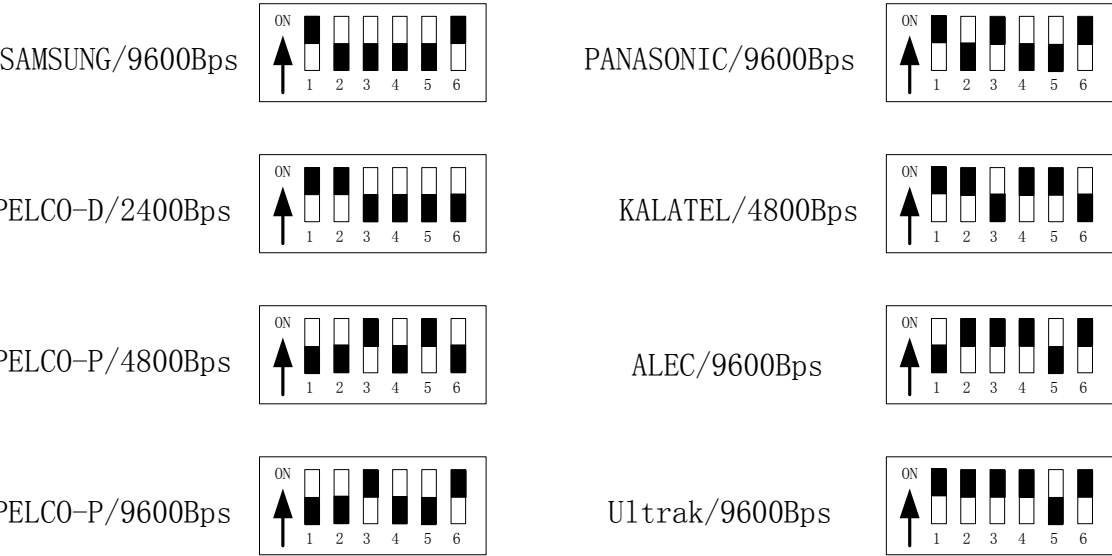 SAMSUNG/9600Bps
ON
1 2 3 4 5 6
PANASONIC/9600Bps
ON
1 2 3 4 5 6
PELCO-D/2400Bps
ON
1 2 3 4 5 6
KALATEL/4800Bps
ON
1 2 3 4 5 6
PELCO-P/4800Bps
ON
1 2 3 4 5 6
ALEC/9600Bps
ON
1 2 3 4 5 6
PELCO-P/9600Bps
ON
1 2 3 4 5 6
Ultrak/9600Bps
ON
1 2 3 4 5 6